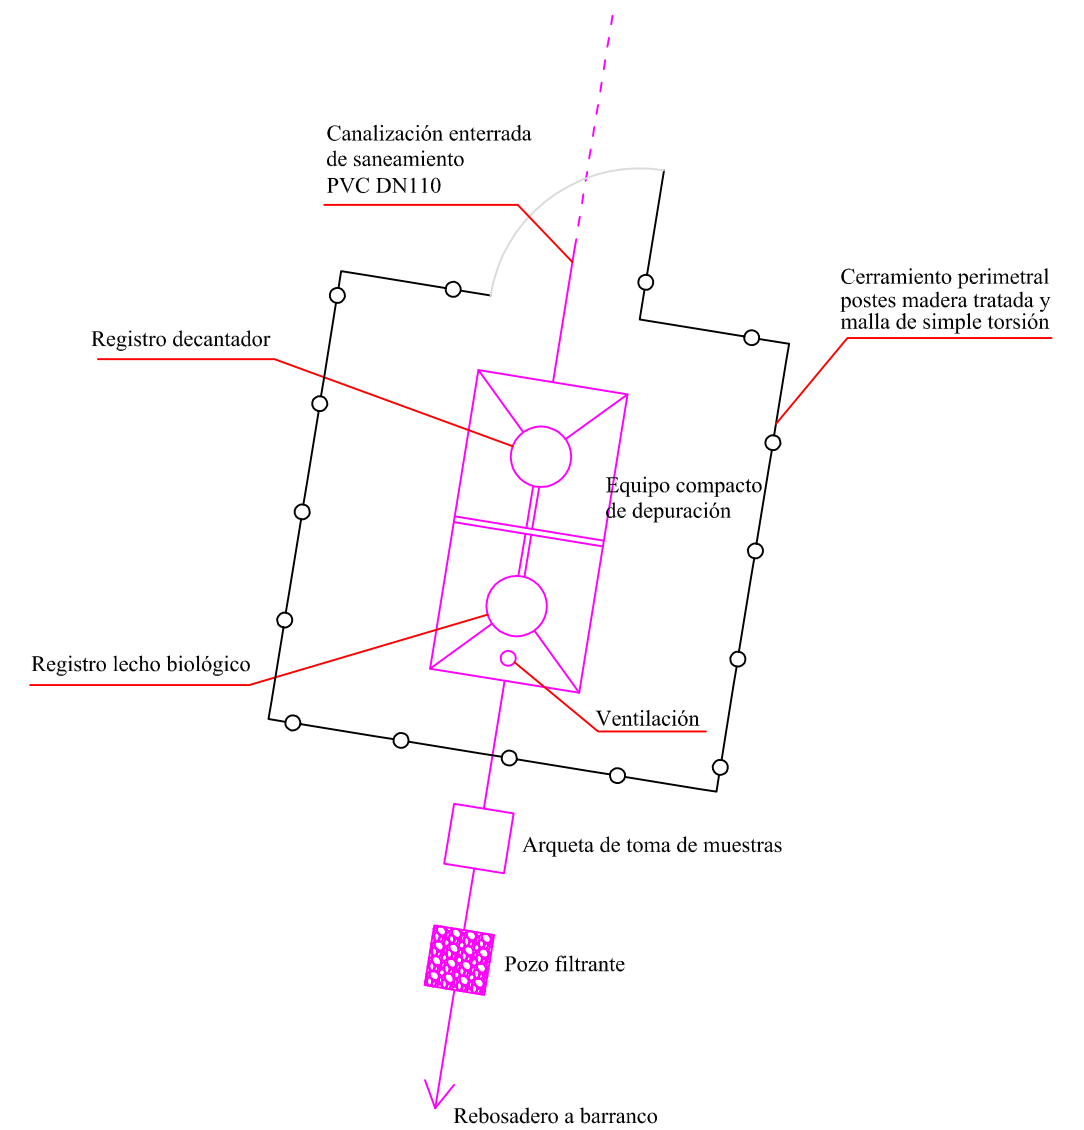 Canalización enterrada
de saneamiento
PVC DN110
Cerramiento perimetral
postes madera tratada y
malla de simple torsión
Registro decantador
Equipo compacto
de depuración
Registro lecho biológico
Ventilación
Arqueta de toma de muestras
Pozo filtrante
Rebosadero a barranco